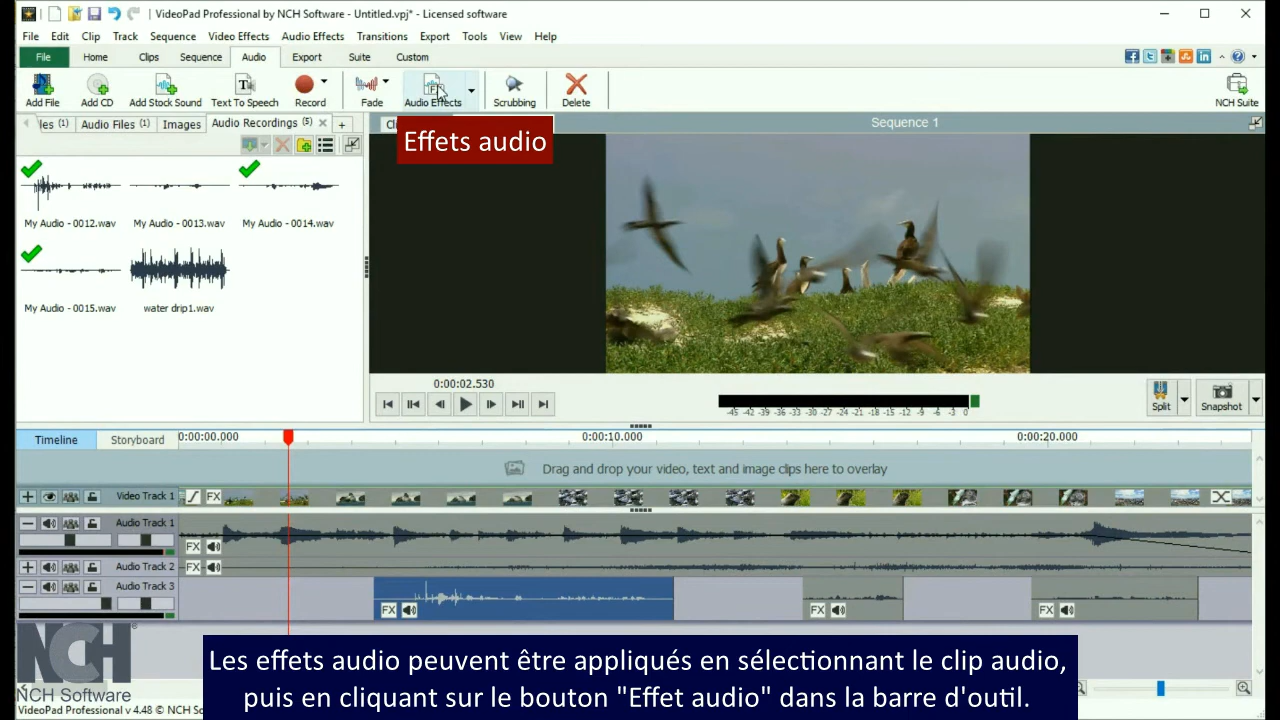 VideoPad Professional by NCH Software - Untitled.vpj* - Licensed software
File Edit Clip Track Sequence Video Effects Audio Effects Transitions Export Tools View Help
File Home Clips Sequence Audio Export Suite Custom
Add File Add CD Add Stock Sound Text To Speech Record Fade Audio Effects Scrubbing Delete NCH Suite
les (1) Audio Files (1) Images Audio Recordings (5)
Sequence 1
Effets audio
My Audio - 0012.wav My Audio - 0013.wav My Audio - 0014.wav
My Audio - 0015.wav water drip1.wav
0:00:02.530
-45 -42 -39 -36 -33 -30 -27 -24 -21 -18 -15 -12 -9 -6 -3 0
Split Snapshot
Timeline Storyboard 0:00:00.000 0:00:10.000 0:00:20.000
Drag and drop your video, text and image clips here to overlay
Video Track 1 FX
Audio Track 1
FX
Audio Track 2 FX
Audio Track 3
FX FX FX
NCH
NCH Software
VideoPad Professional v 4.48 © NCH So
Les effets audio peuvent être appliqués en sélectionnant le clip audio,
puis en cliquant sur le bouton "Effet audio" dans la barre d'outil.